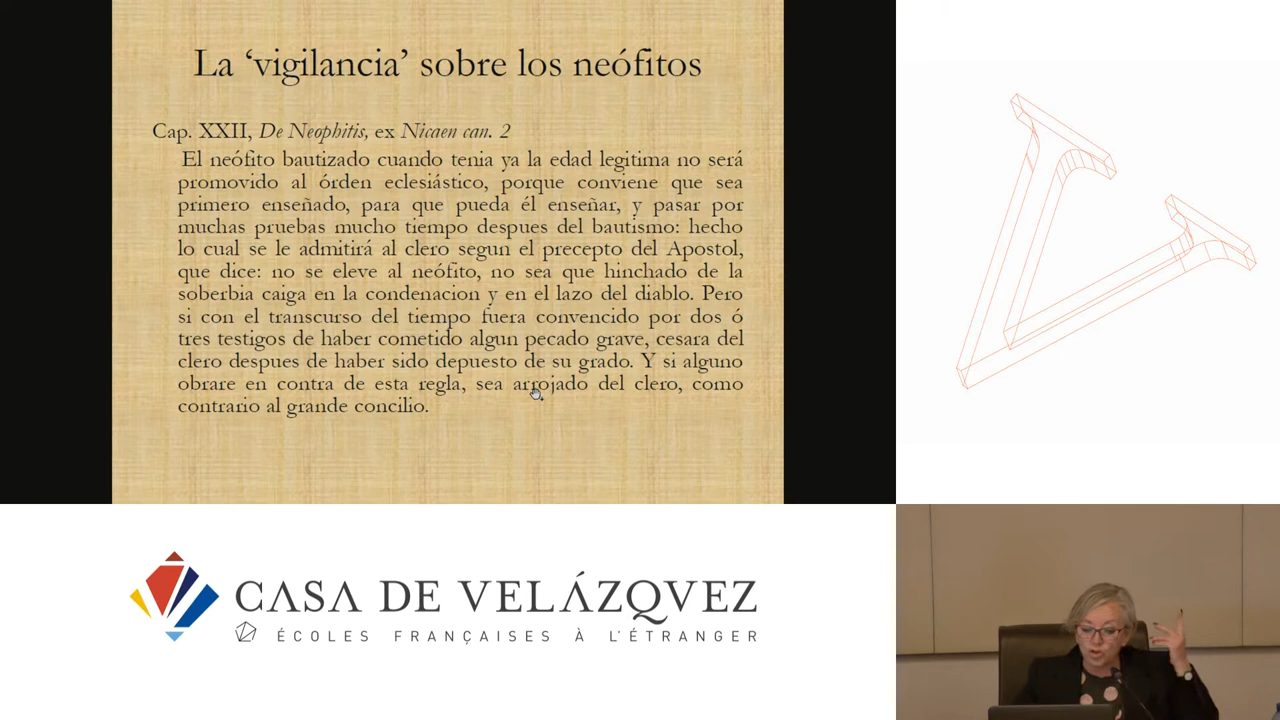 La ‘vigilancia’ sobre los neófitos
Cap. XXII, De Neophitis, ex Nicaen can. 2
El neófito bautizado cuando tenia ya la edad legitima no será
promovido al órden eclesiástico, porque conviene que sea
primero enseñado, para que pueda él enseñar, y pasar por
muchas pruebas mucho tiempo despues del bautismo: hecho
lo cual se le admitirá al clero segun el precepto del Apostol,
que dice: no se eleve al neófito, no sea que hinchado de la
soberbia caiga en la condenacion y en el lazo del diablo. Pero
si con el transcurso del tiempo fuera convencido por dos ó
tres testigos de haber cometido algun pecado grave, cesara del
clero despues de haber sido depuesto de su grado. Y si alguno
obrare en contra de esta regla, sea arrojado del clero, como
contrario al grande concilio.
CASA DE VELÁZQVEZ
ÉCOLES FRANÇAISES À L'ÉTRANGER